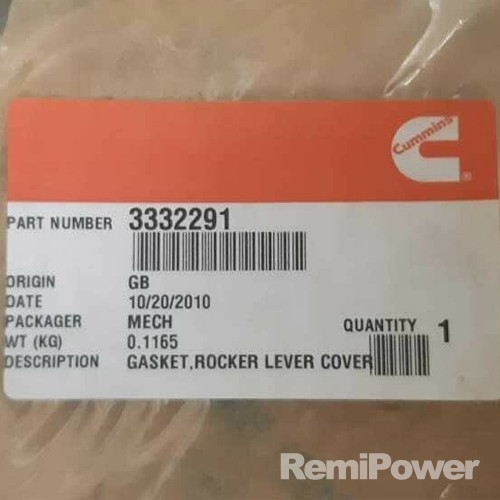 Cummins
®
PART NUMBER 3332291
ORIGIN GB
DATE 10/20/2010
PACKAGER MECH
WT (KG) 0.1165
QUANTITY 1
DESCRIPTION GASKET,ROCKER LEVER COVER
RemiPower